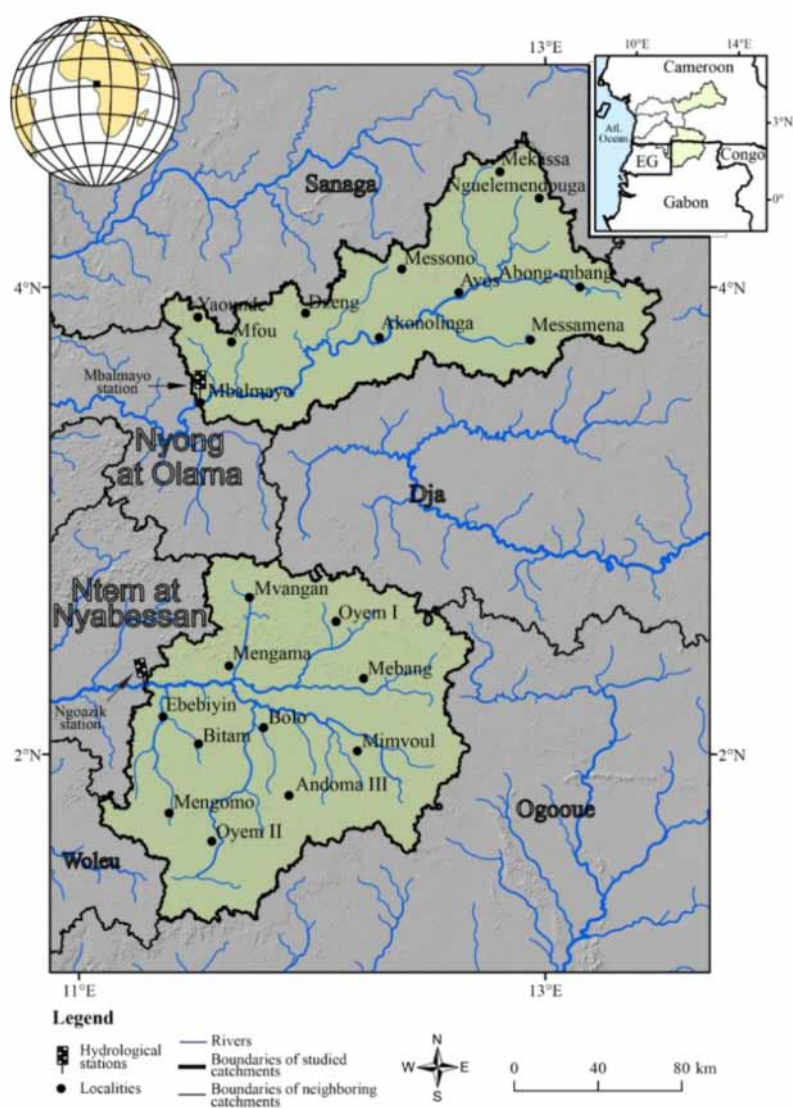 13°E
10°E
14°E
Cameroon
3°N
Atl.
Ocean
EG
Congo
Gabon
0°
Sanaga
Mekassa
Nguelemendouga
4°N
Messono
Abong-mbang
Ayos
4°N
Yaounde
Dzeng
Mfou
Akonolinga
Messamena
Mbalmayo
station
Mbalmayo
Nyong
at Olama
Dja
Ntem at
Nyabessan
Mvangan
Oyem I
Mengama
Mebang
Ngoazik
station
Ebebiyin
Bolo
Bitam
Mimvoul
2°N
2°N
Andoma III
Mengomo
Oyem II
Ogooue
Woleu
11°E
13°E
Legend
Hydrological
stations
Localities
Rivers
Boundaries of studied
catchments
Boundaries of neighboring
catchments
N
W
E
S
0
40
80 km